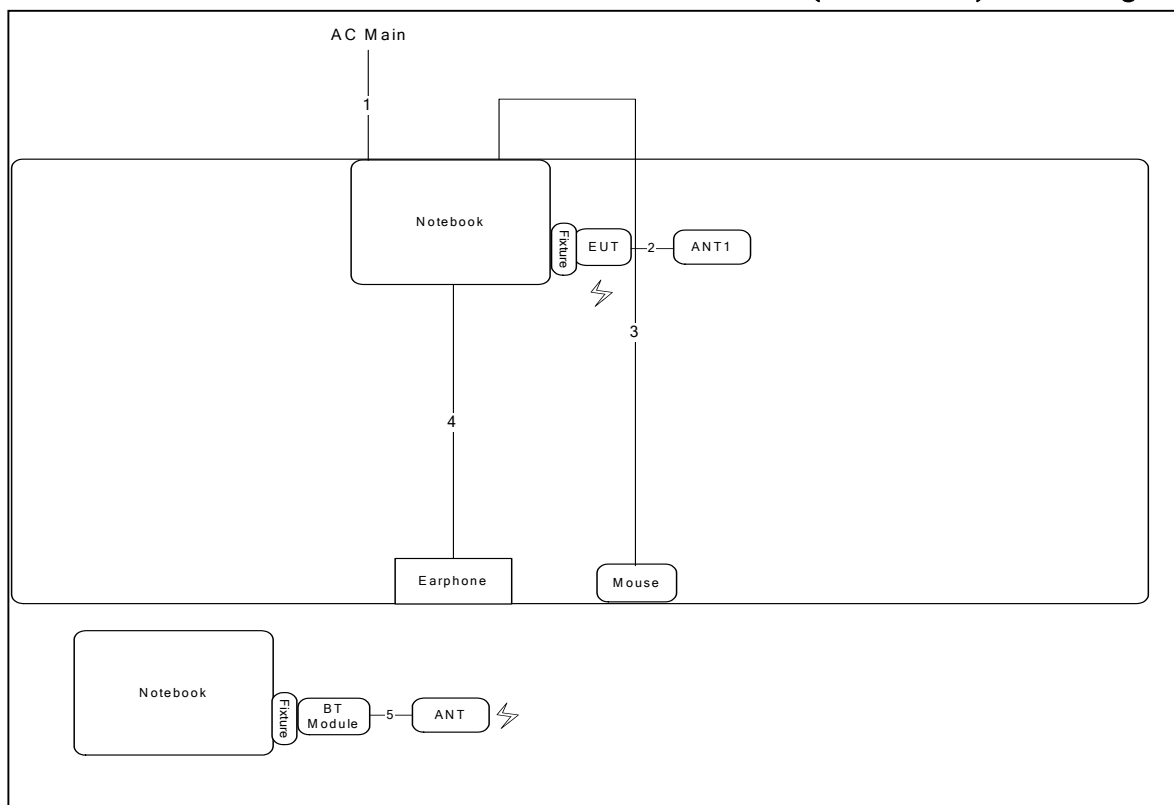 AC Main
1
Notebook
Fixture
EUT
2
ANT1
3
4
Earphone
Mouse
Notebook
Fixture
BT
Module
5
ANT